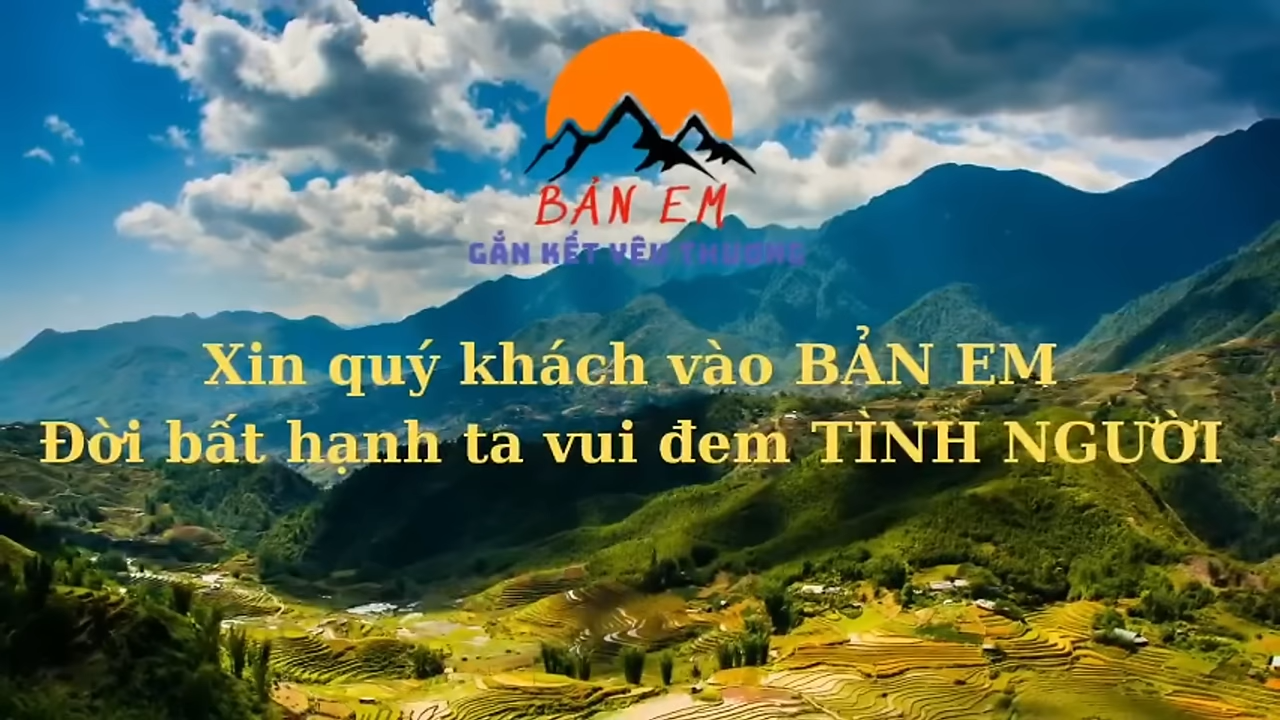 BẢN EM
GẮN KẾT YÊU THƯƠNG
Xin quý khách vào BẢN EM
Đời bất hạnh ta vui đem TÌNH NGƯỜI